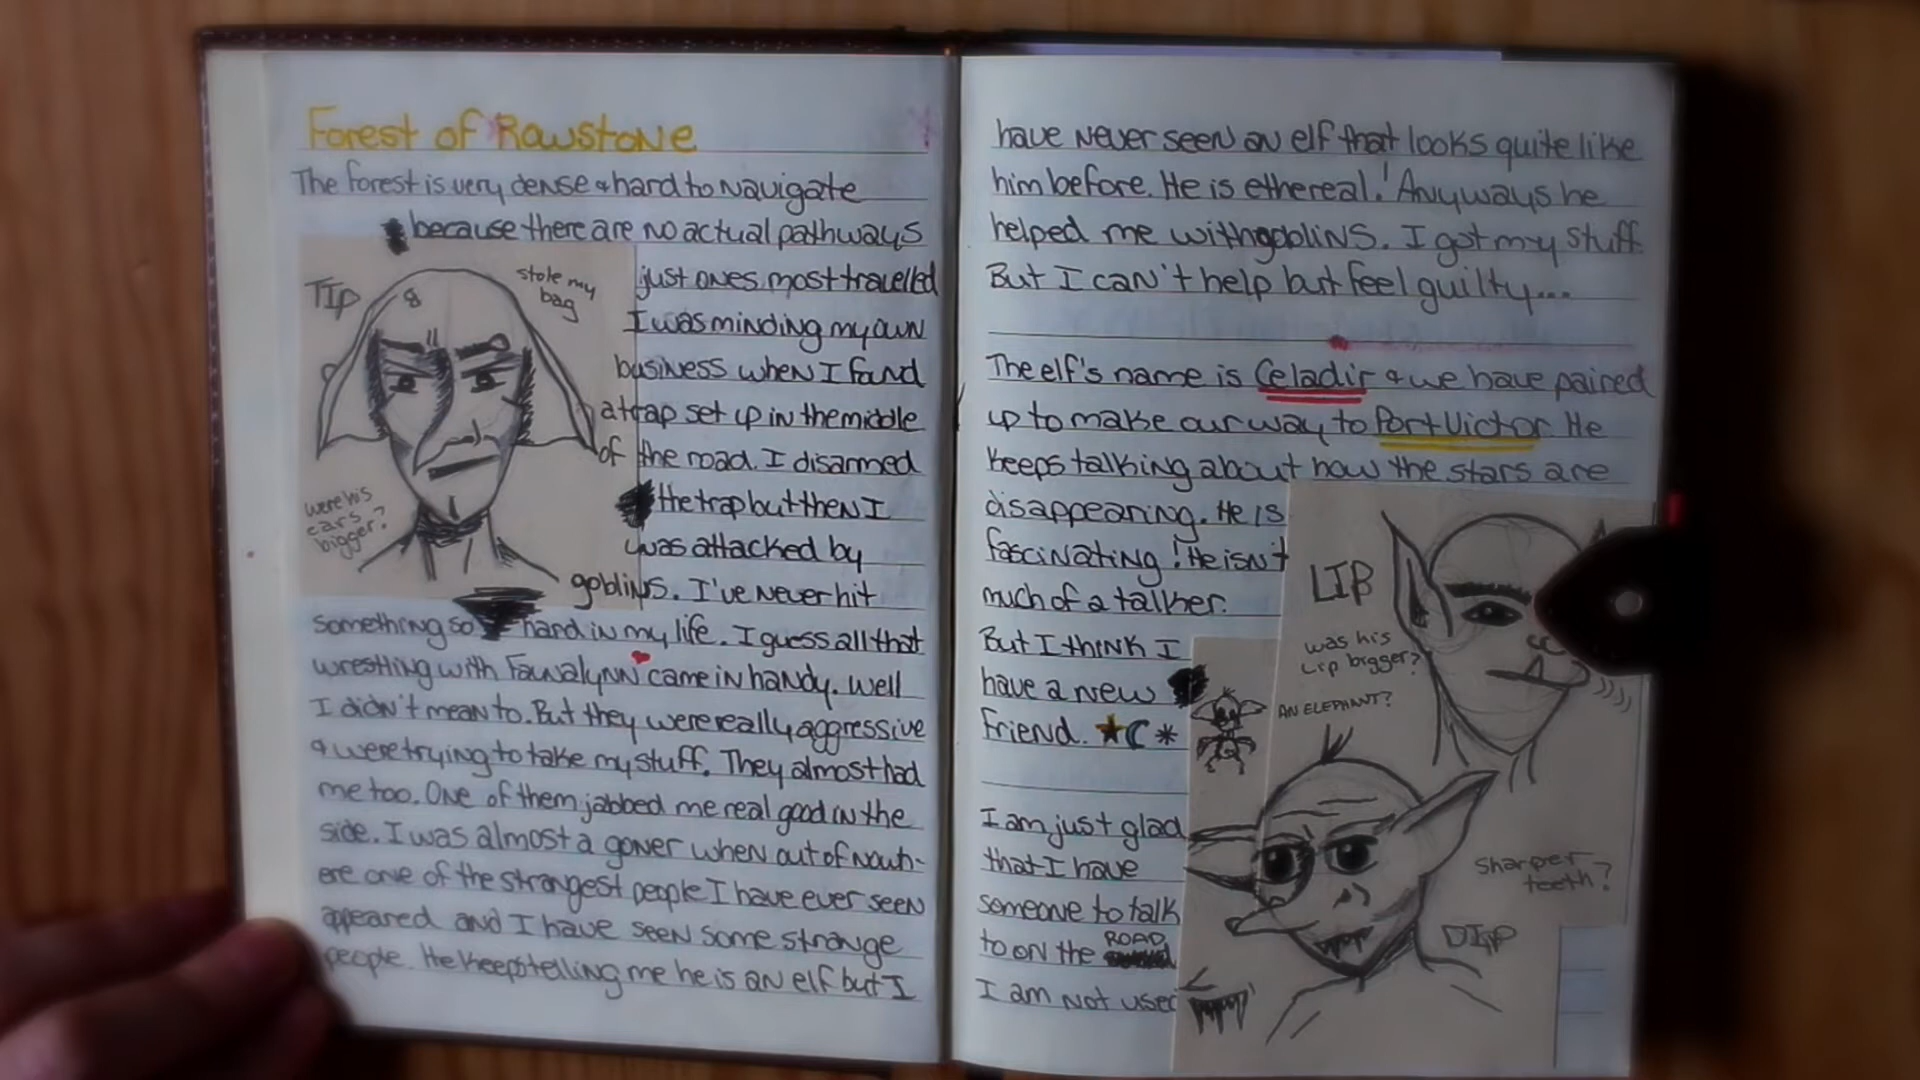 Forest of Rawstone
The forest is very dense & hard to navigate
because there are no actual pathways
just ones most travelled
I was minding my own
business when I found
a trap set up in the middle
of the road. I disarmed
the trap but then I
was attacked by
goblins. I've never hit
something so hard in my life. I guess all that
wrestling with Faunalynn came in handy. Well
I didn't mean to. But they were really aggressive
& were trying to take my stuff. They almost had
me too. One of them jabbed me real good in the
side. I was almost a goner when out of nowh-
ere one of the strangest people I have ever seen
appeared and I have seen some strange
people. He keeps telling me he is an elf but I
TIP
8
stole my
bag
were his
ears
bigger?
have never seen an elf that looks quite like
him before. He is ethereal! Anyways he
helped me with goblins. I got my stuff.
But I can't help but feel guilty...
The elf's name is Celadir & we have paired
up to make our way to Port Victor. He
keeps talking about how the stars are
disappearing. He is
fascinating! He isn't
much of a talker.
But I think I
have a new
friend.
I am just glad
that I have
someone to talk
to on the ROAD
I am not used
LIP
was his
Lip bigger?
AN ELEPHANT?
sharper
teeth?
DIP